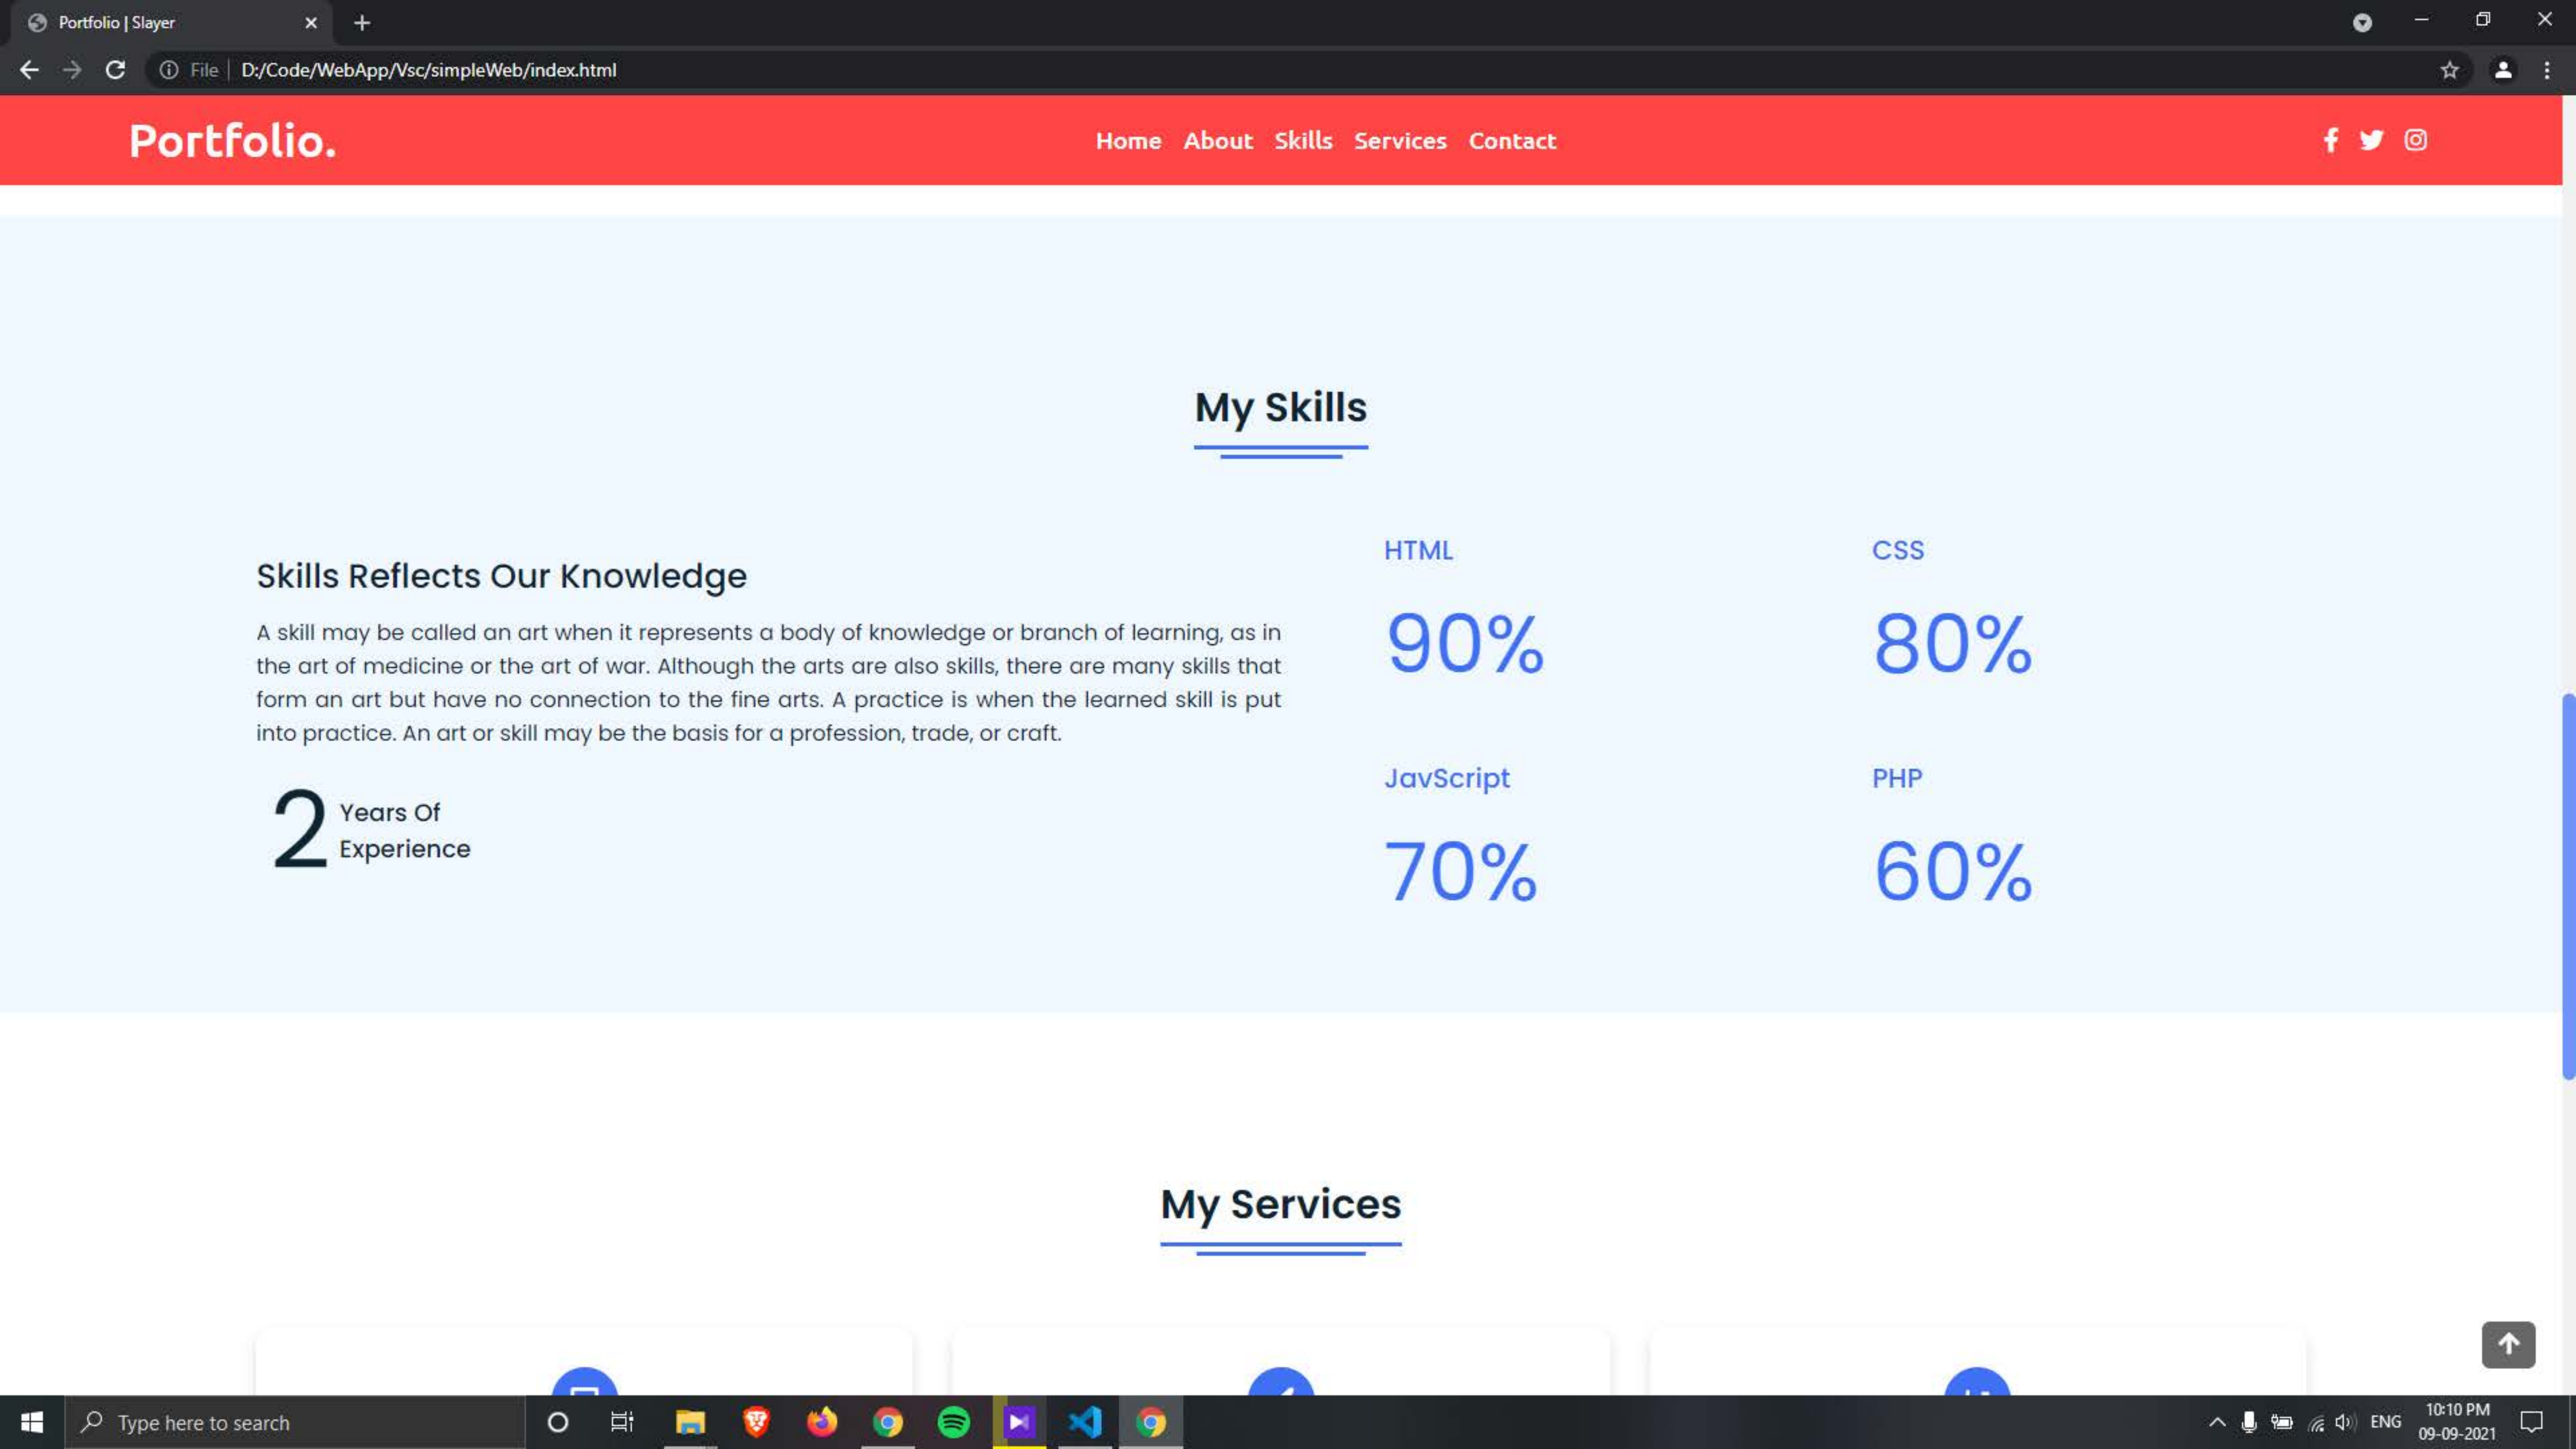 Portfolio | Slayer
File D:/Code/WebApp/Vsc/simpleWeb/index.html
Portfolio.
Home About Skills Services Contact
My Skills
Skills Reflects Our Knowledge
A skill may be called an art when it represents a body of knowledge or branch of learning, as in
the art of medicine or the art of war. Although the arts are also skills, there are many skills that
form an art but have no connection to the fine arts. A practice is when the learned skill is put
into practice. An art or skill may be the basis for a profession, trade, or craft.
2 Years Of
Experience
HTML
90%
CSS
80%
JavScript
70%
PHP
60%
My Services
Type here to search
ENG
10:10 PM
09-09-2021